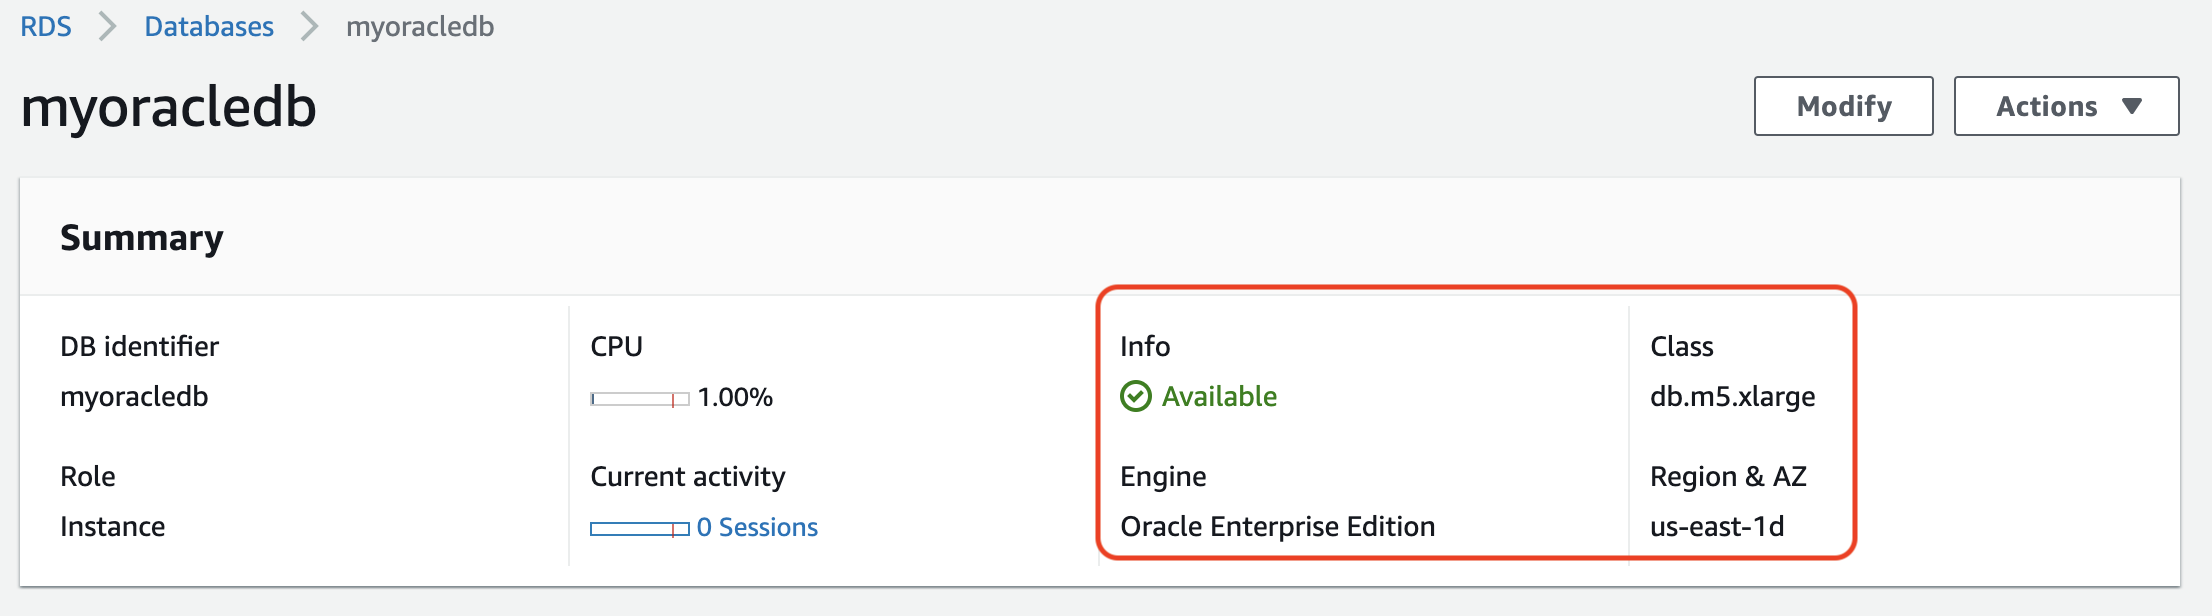 RDS > Databases > myoracledb
myoracledb
Modify
Actions
Summary
DB identifier
myoracledb
Role
Instance
CPU
1.00%
Current activity
0 Sessions
Info
Available
Engine
Oracle Enterprise Edition
Class
db.m5.xlarge
Region & AZ
us-east-1d